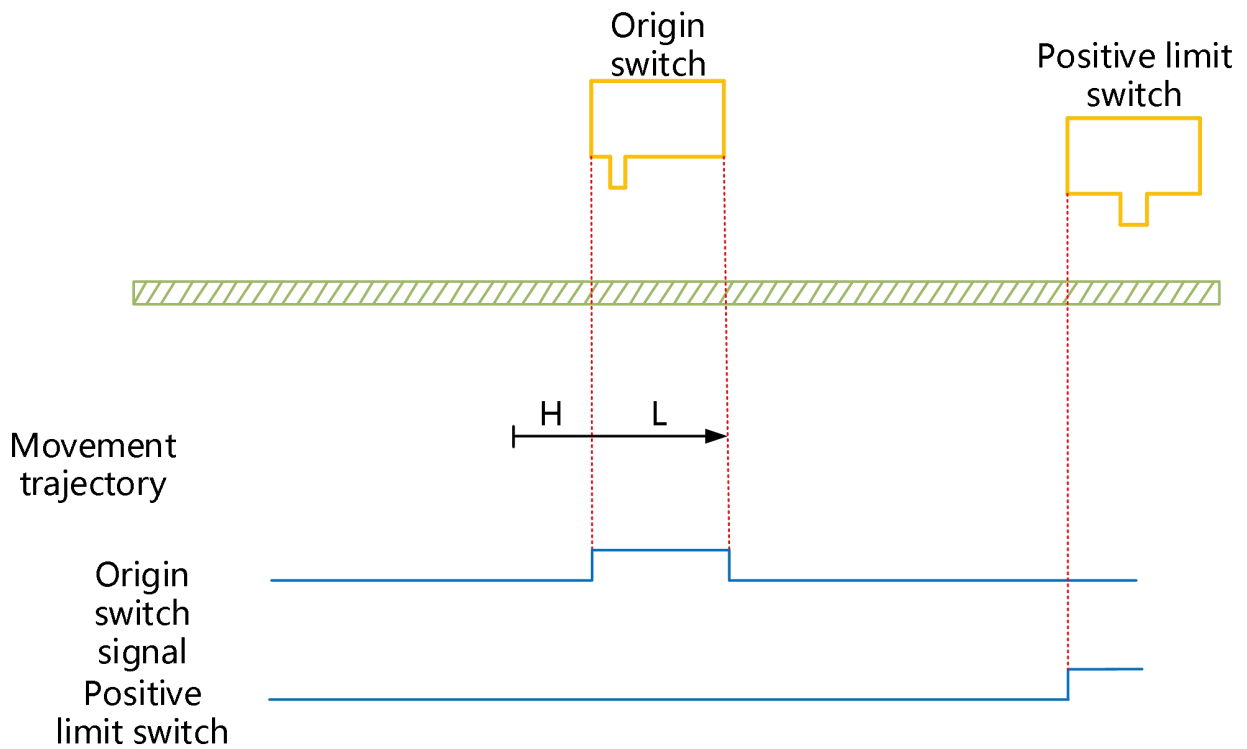 Origin
switch
Positive limit
switch
H L
Movement
trajectory
Origin
switch
signal
Positive
limit switch